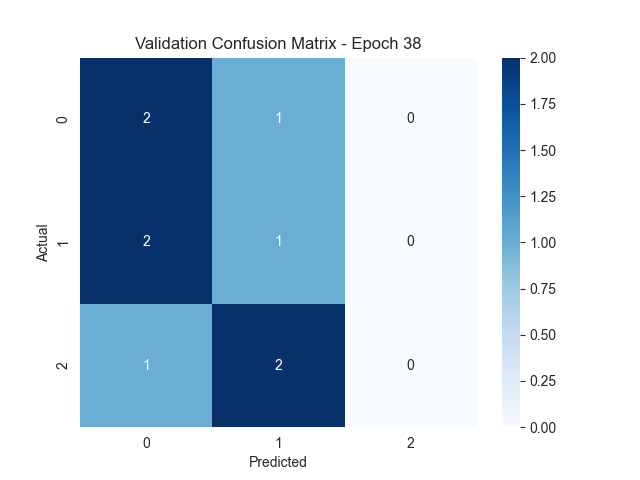 Validation Confusion Matrix - Epoch 38
0 2 1 0
1 2 1 0
2 1 2 0
0 1 2
Actual
Predicted
2.00
1.75
1.50
1.25
1.00
0.75
0.50
0.25
0.00